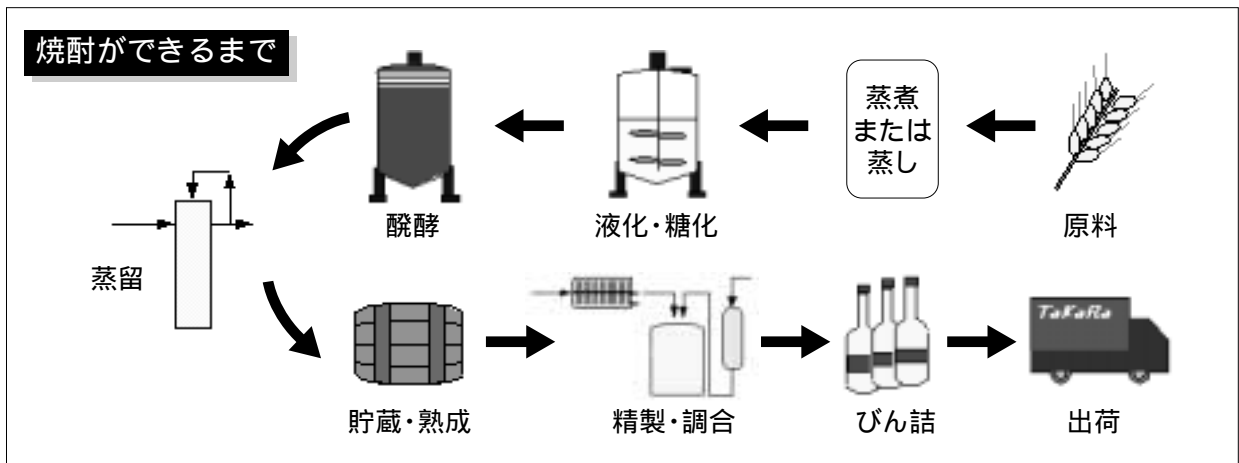 焼酎ができるまで
蒸煮
または
蒸し
原料
液化・糖化
醗酵
蒸留
貯蔵・熟成
精製・調合
びん詰
出荷
TaKaRa